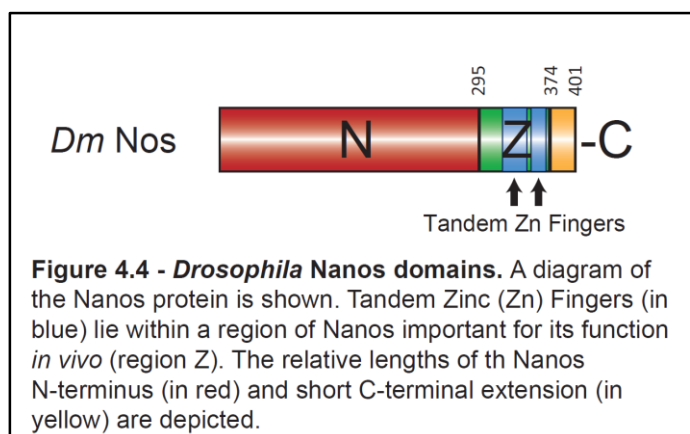 295 374 401
Dm Nos N Z -C
Tandem Zn Fingers
Figure 4.4 - Drosophila Nanos domains. A diagram of
the Nanos protein is shown. Tandem Zinc (Zn) Fingers (in
blue) lie within a region of Nanos important for its function
in vivo (region Z). The relative lengths of th Nanos
N-terminus (in red) and short C-terminal extension (in
yellow) are depicted.